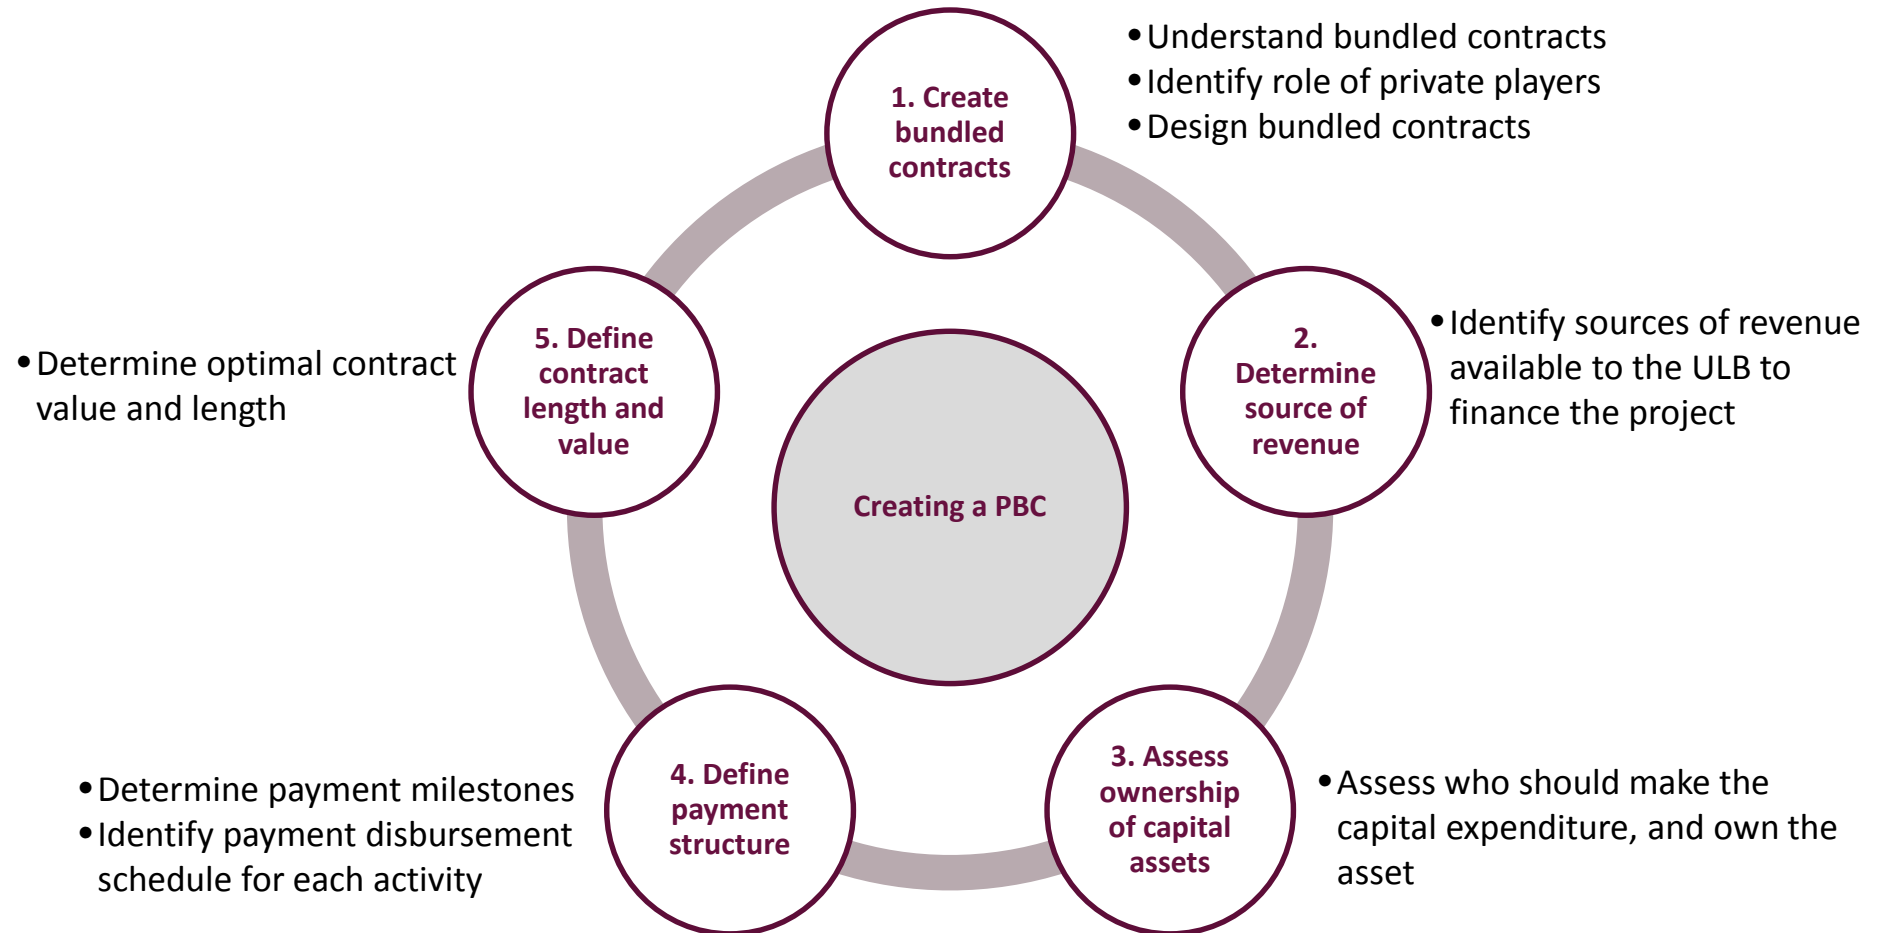 1. Create
bundled
contracts
•Understand bundled contracts
•Identify role of private players
•Design bundled contracts
2.
Determine
source of
revenue
•Identify sources of revenue
available to the ULB to
finance the project
3. Assess
ownership
of capital
assets
•Assess who should make the
capital expenditure, and own the
asset
4. Define
payment
structure
•Determine payment milestones
•Identify payment disbursement
schedule for each activity
5. Define
contract
length and
value
•Determine optimal contract
value and length
Creating a PBC